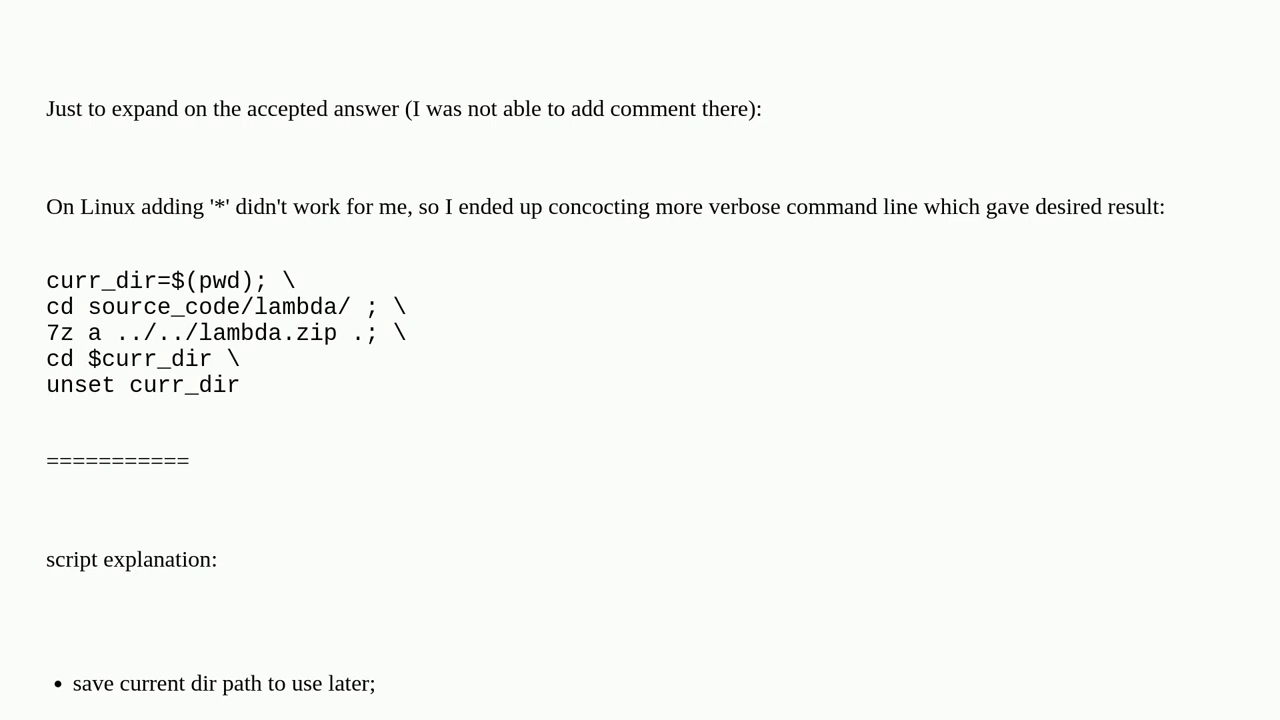 Just to expand on the accepted answer (I was not able to add comment there):
On Linux adding '*' didn't work for me, so I ended up concocting more verbose command line which gave desired result:
curr_dir=$(pwd); \
cd source_code/lambda/ ; \
7z a ../../lambda.zip .; \
cd $curr_dir \
unset curr_dir
===========
script explanation:
• save current dir path to use later;